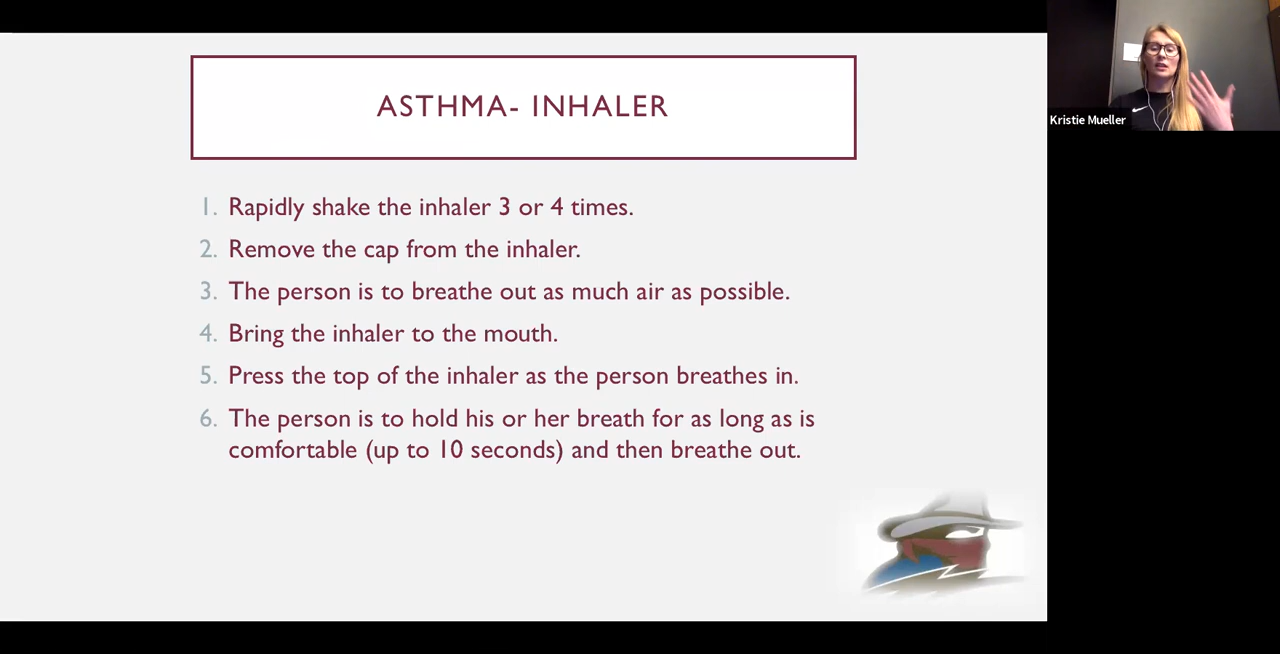 ASTHMA- INHALER
1. Rapidly shake the inhaler 3 or 4 times.
2. Remove the cap from the inhaler.
3. The person is to breathe out as much air as possible.
4. Bring the inhaler to the mouth.
5. Press the top of the inhaler as the person breathes in.
6. The person is to hold his or her breath for as long as is
comfortable (up to 10 seconds) and then breathe out.
Kristie Mueller